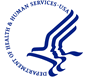 DEPARTMENT OF HEALTH & HUMAN SERVICES • USA